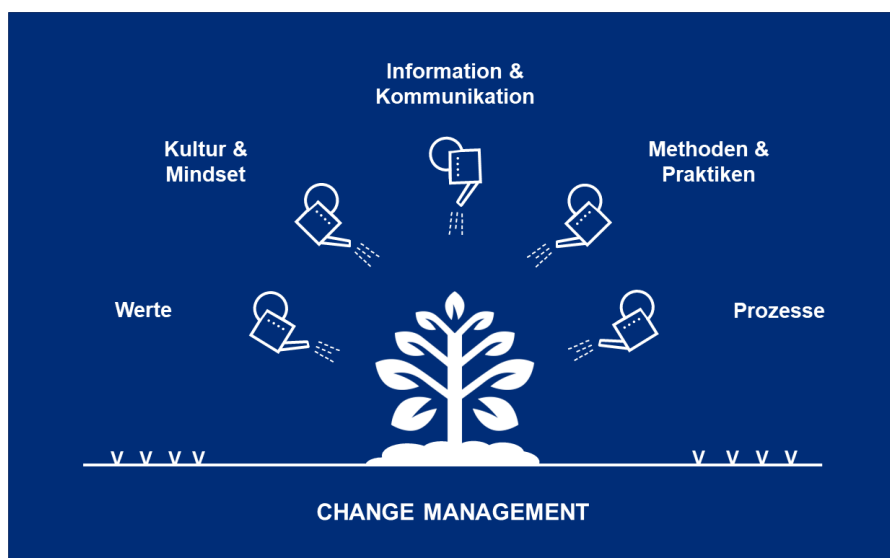 Information &
Kommunikation
Kultur &
Mindset
Methoden &
Praktiken
Werte
Prozesse
CHANGE MANAGEMENT